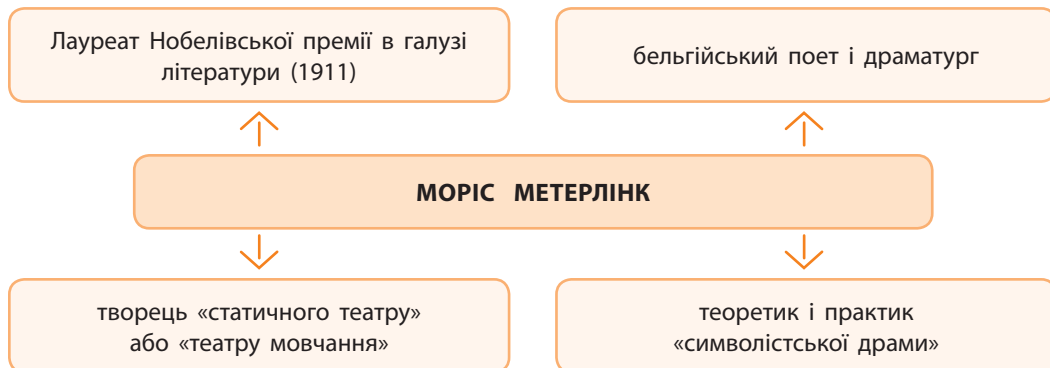 Лауреат Нобелівської премії в галузі
літератури (1911)
бельгійський поет і драматург
МОРІС МЕТЕРЛІНК
творець «статичного театру»
або «театру мовчання»
теоретик і практик
«символістської драми»